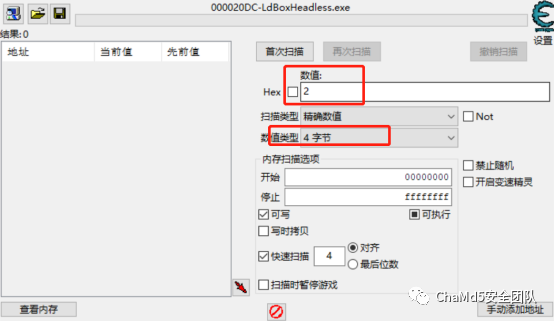 000020DC-LdBoxHeadless.exe
设置
结果:0
地址 当前值 先前值
首次扫描 再次扫描 撤销扫描
数值:
Hex 2
扫描类型 精确数值 Not
数值类型 4 字节
内存扫描选项
开始 00000000
停止 ffffffff
可写 可执行
写时拷贝
快速扫描 4 对齐
最后位数
扫描时暂停游戏
禁止随机
开启变速精灵
查看内存 手动添加地址
ChaMd5安全团队